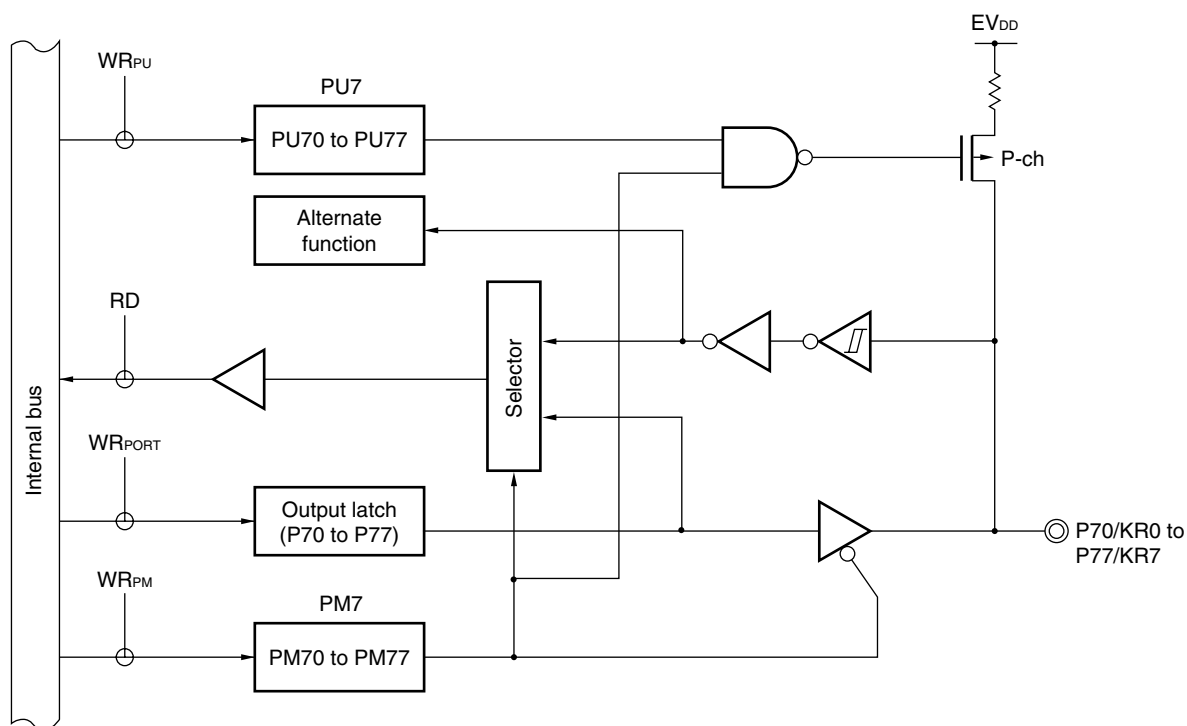 EVDD
WRPU
PU7
PU70 to PU77
P-ch
Alternate
function
RD
Selector
Internal bus
WRPORT
Output latch
(P70 to P77)
P70/KR0 to
P77/KR7
WRPM
PM7
PM70 to PM77